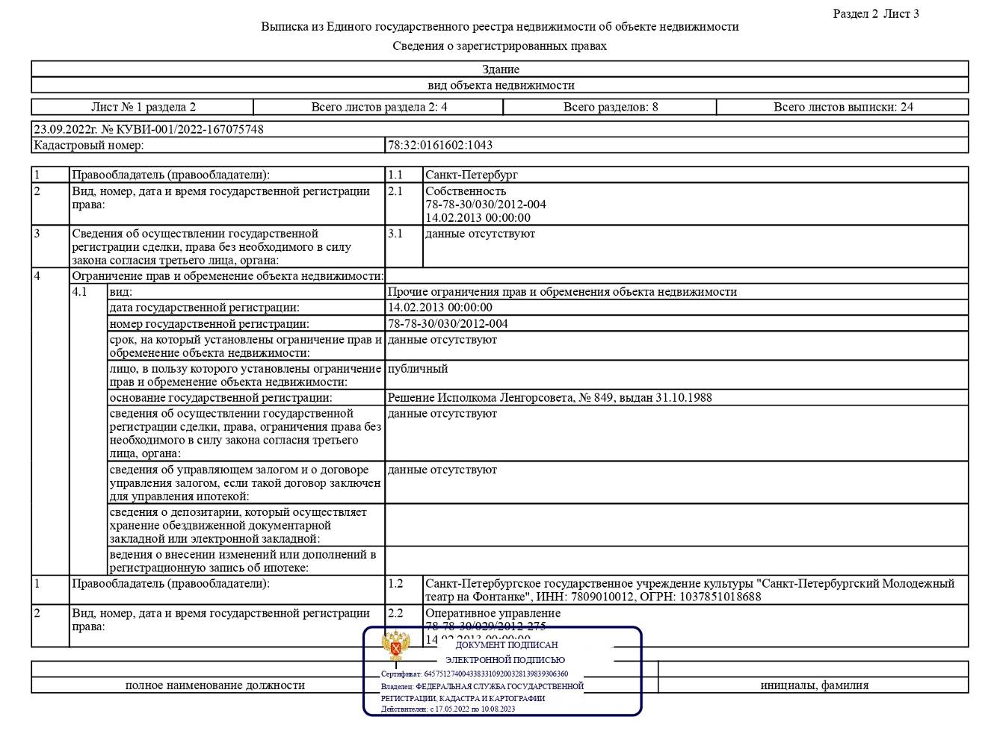 Раздел 2 Лист 3
Выписка из Единого государственного реестра недвижимости об объекте недвижимости
Сведения о зарегистрированных правах
Здание
вид объекта недвижимости
Лист № 1 раздела 2 Всего листов раздела 2: 4 Всего разделов: 8 Всего листов выписки: 24
23.09.2022г. № КУВИ-001/2022-167075748
Кадастровый номер: 78:32:0161602:1043
1 Правообладатель (правообладатели): 1.1 Санкт-Петербург
2 Вид, номер, дата и время государственной регистрации 2.1 Собственность
права: 78-78-30/030/2012-004
14.02.2013 00:00:00
3 Сведения об осуществлении государственной 3.1 данные отсутствуют
регистрации сделки, права без необходимого в силу
закона согласия третьего лица, органа:
4 Ограничение прав и обременение объекта недвижимости:
4.1 вид: Прочие ограничения прав и обременения объекта недвижимости
дата государственной регистрации: 14.02.2013 00:00:00
номер государственной регистрации: 78-78-30/030/2012-004
срок, на который установлены ограничение прав и данные отсутствуют
обременение объекта недвижимости:
лицо, в пользу которого установлены ограничение публичный
прав и обременение объекта недвижимости:
основание государственной регистрации: Решение Исполкома Ленгорсовета, № 849, выдан 31.10.1988
сведения об осуществлении государственной данные отсутствуют
регистрации сделки, права, ограничения права без
необходимого в силу закона согласия третьего
лица, органа:
сведения об управляющем залогом и о договоре данные отсутствуют
управления залогом, если такой договор заключен
для управления ипотекой:
сведения о депозитарии, который осуществляет
хранение обездвиженной документарной
закладной или электронной закладной:
ведения о внесении изменений или дополнений в
регистрационную запись об ипотеке:
1 Правообладатель (правообладатели): 1.2 Санкт-Петербургское государственное учреждение культуры "Санкт-Петербургский Молодежный
театр на Фонтанке", ИНН: 7809010012, ОГРН: 1037851018688
2 Вид, номер, дата и время государственной регистрации 2.2 Оперативное управление
права: 78-78-30/029/2012-275
14.02.2013 00:00:00
ДОКУМЕНТ ПОДПИСАН
ЭЛЕКТРОННОЙ ПОДПИСЬЮ
Сертификат: 64575127400433833109200328139839306360
Владелец: ФЕДЕРАЛЬНАЯ СЛУЖБА ГОСУДАРСТВЕННОЙ
РЕГИСТРАЦИИ, КАДАСТРА И КАРТОГРАФИИ
Действителен: с 17.05.2022 по 10.08.2023
полное наименование должности инициалы, фамилия